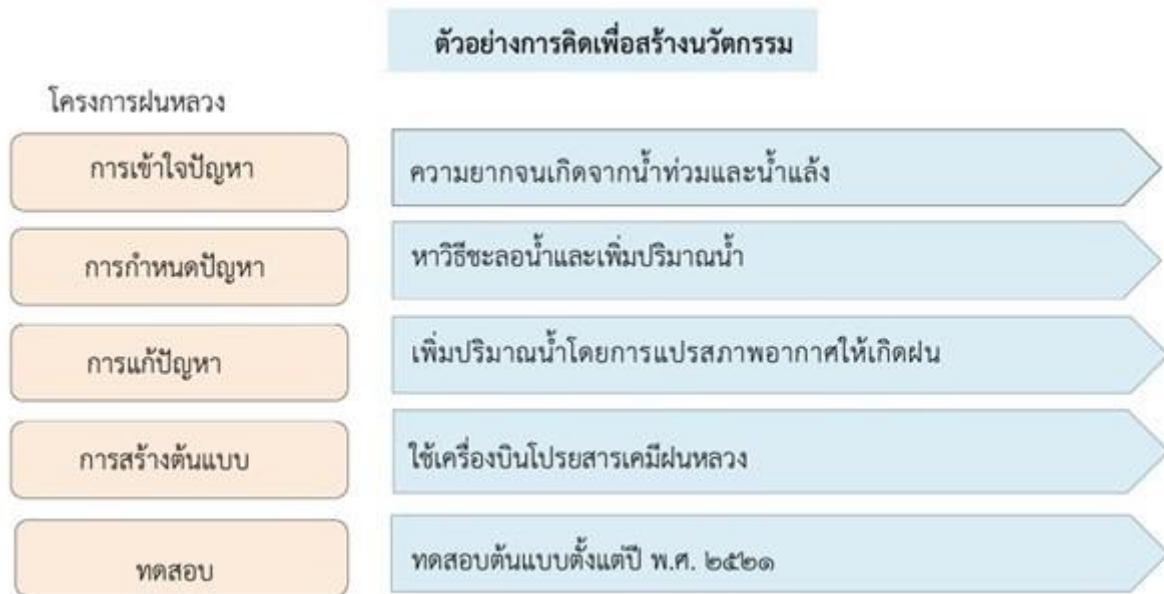 ตัวอย่างการคิดเพื่อสร้างนวัตกรรม
โครงการฝนหลวง
การเข้าใจปัญหา
ความยากจนเกิดจากน้ำท่วมและน้ำแล้ง
การกำหนดปัญหา
หาวิธีชะลอน้ำและเพิ่มปริมาณน้ำ
การแก้ปัญหา
เพิ่มปริมาณน้ำโดยการแปรสภาพอากาศให้เกิดฝน
การสร้างต้นแบบ
ใช้เครื่องบินโปรยสารเคมีฝนหลวง
ทดสอบ
ทดสอบต้นแบบตั้งแต่ปี พ.ศ. ๒๕๒๑